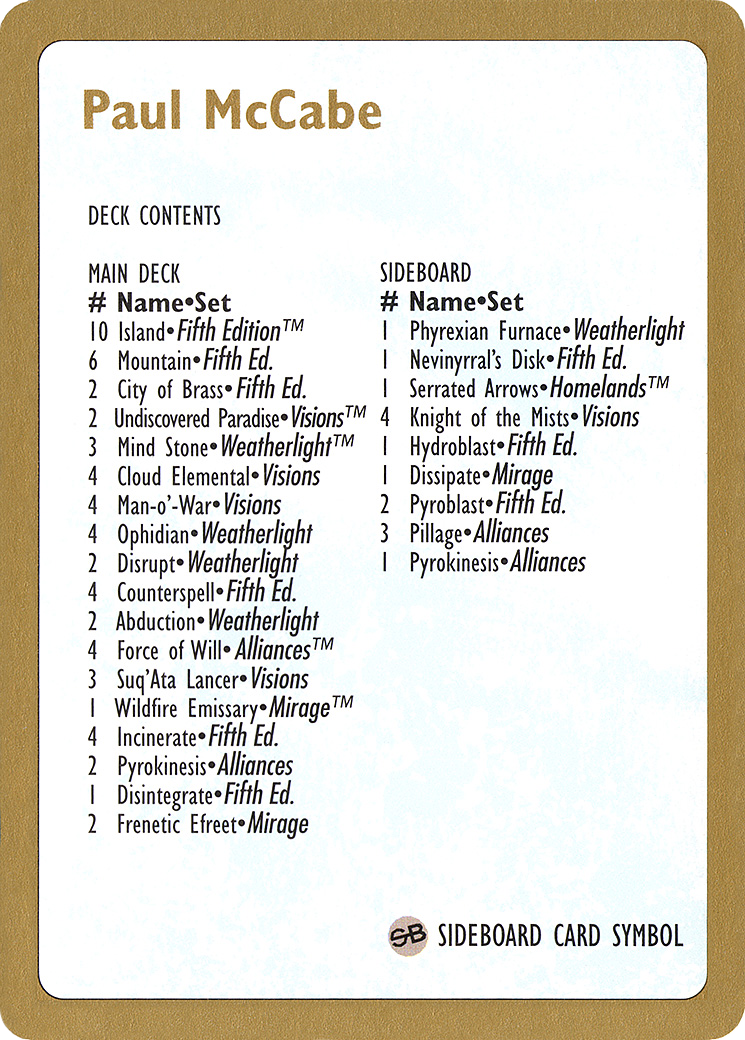 Paul McCabe
DECK CONTENTS
MAIN DECK
# Name•Set
10 Island•Fifth Edition™
6 Mountain•Fifth Ed.
2 City of Brass•Fifth Ed.
2 Undiscovered Paradise•Visions™
3 Mind Stone•Weatherlight™
4 Cloud Elemental•Visions
4 Man-o'-War•Visions
4 Ophidian•Weatherlight
2 Disrupt•Weatherlight
4 Counterspell•Fifth Ed.
2 Abduction•Weatherlight
4 Force of Will•Alliances™
3 Suq'Ata Lancer•Visions
1 Wildfire Emissary•Mirage™
4 Incinerate•Fifth Ed.
2 Pyrokinesis•Alliances
1 Disintegrate•Fifth Ed.
2 Frenetic Efreet•Mirage
SIDEBOARD
# Name•Set
1 Phyrexian Furnace•Weatherlight
1 Nevinyrral's Disk•Fifth Ed.
1 Serrated Arrows•Homelands™
4 Knight of the Mists•Visions
1 Hydroblast•Fifth Ed.
1 Dissipate•Mirage
2 Pyroblast•Fifth Ed.
3 Pillage•Alliances
1 Pyrokinesis•Alliances
SB SIDEBOARD CARD SYMBOL